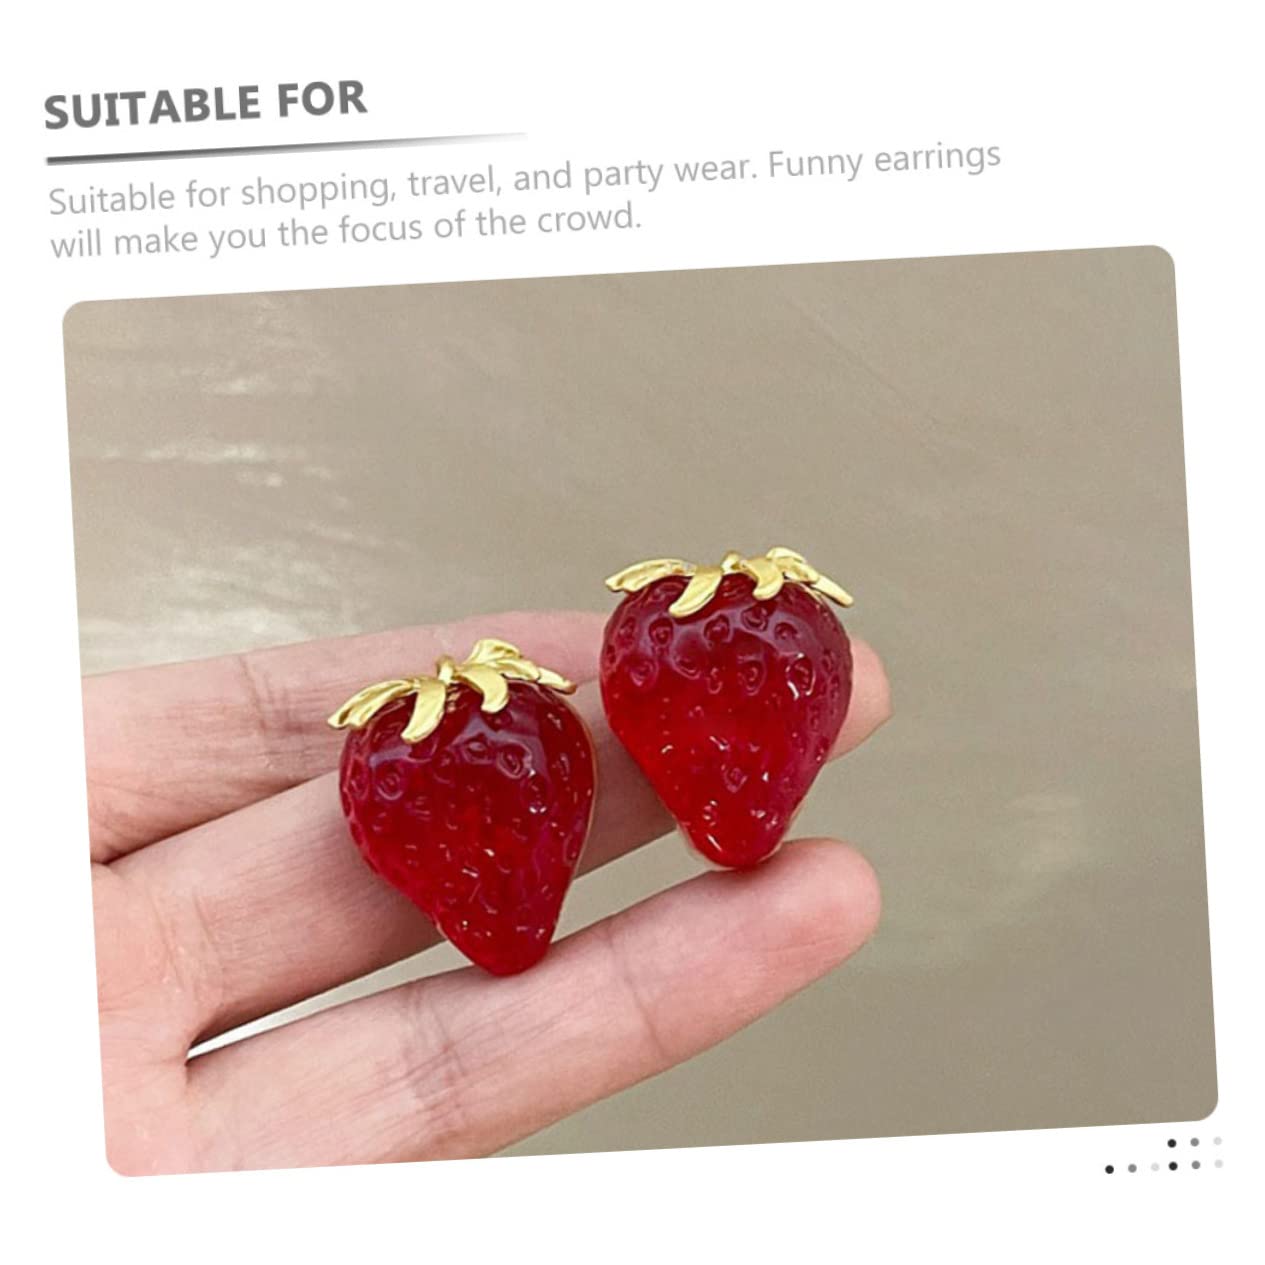 SUITABLE FOR
Suitable for shopping, travel, and party wear. Funny earrings
will make you the focus of the crowd.